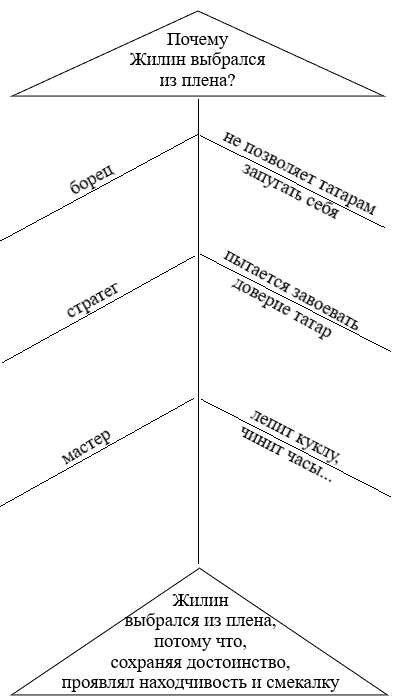 Почему
Жилин выбрался
из плена?
борец
не позволяет татарам
запугать себя
стратег
пытается завоевать
доверие татар
мастер
лепит куклу,
чинит часы...
Жилин
выбрался из плена,
потому что,
сохраняя достоинство,
проявлял находчивость и смекалку